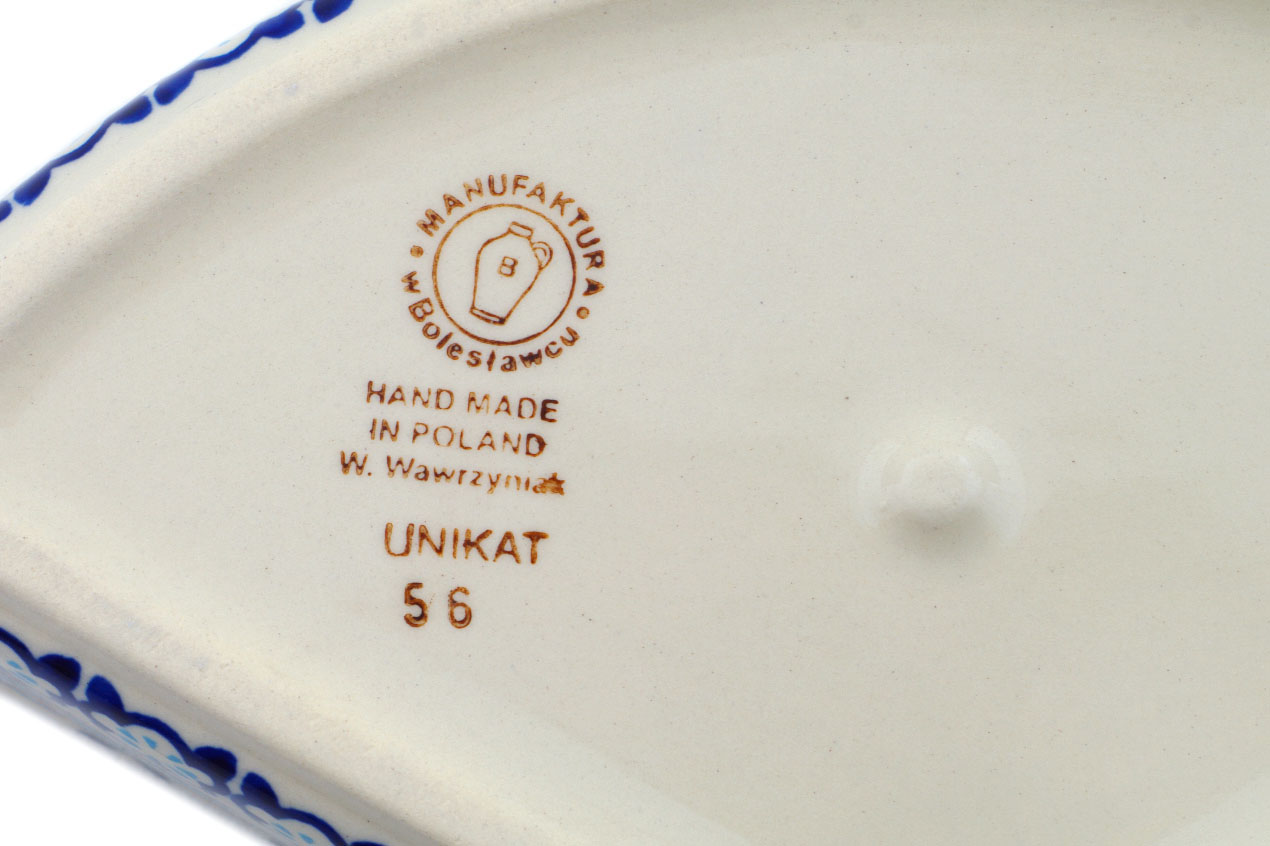 MANUFAKTURA
w Bolesławcu
B
HAND MADE
IN POLAND
W. Wawrzyniak
UNIKAT
56